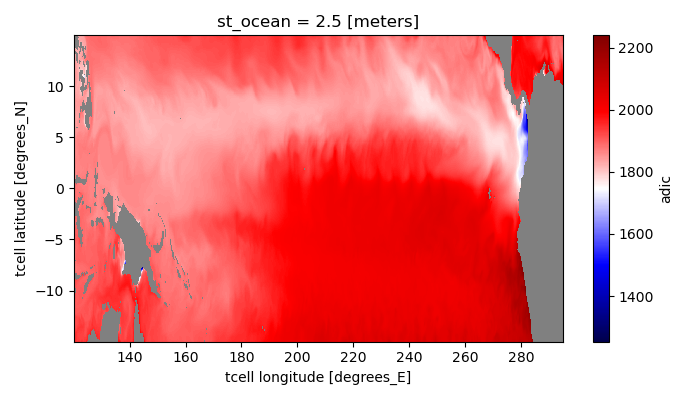 st_ocean = 2.5 [meters]
tcell latitude [degrees_N]
10
5
0
−5
−10
140 160 180 200 220 240 260 280
tcell longitude [degrees_E]
2200
2000
1800
1600
1400
adic